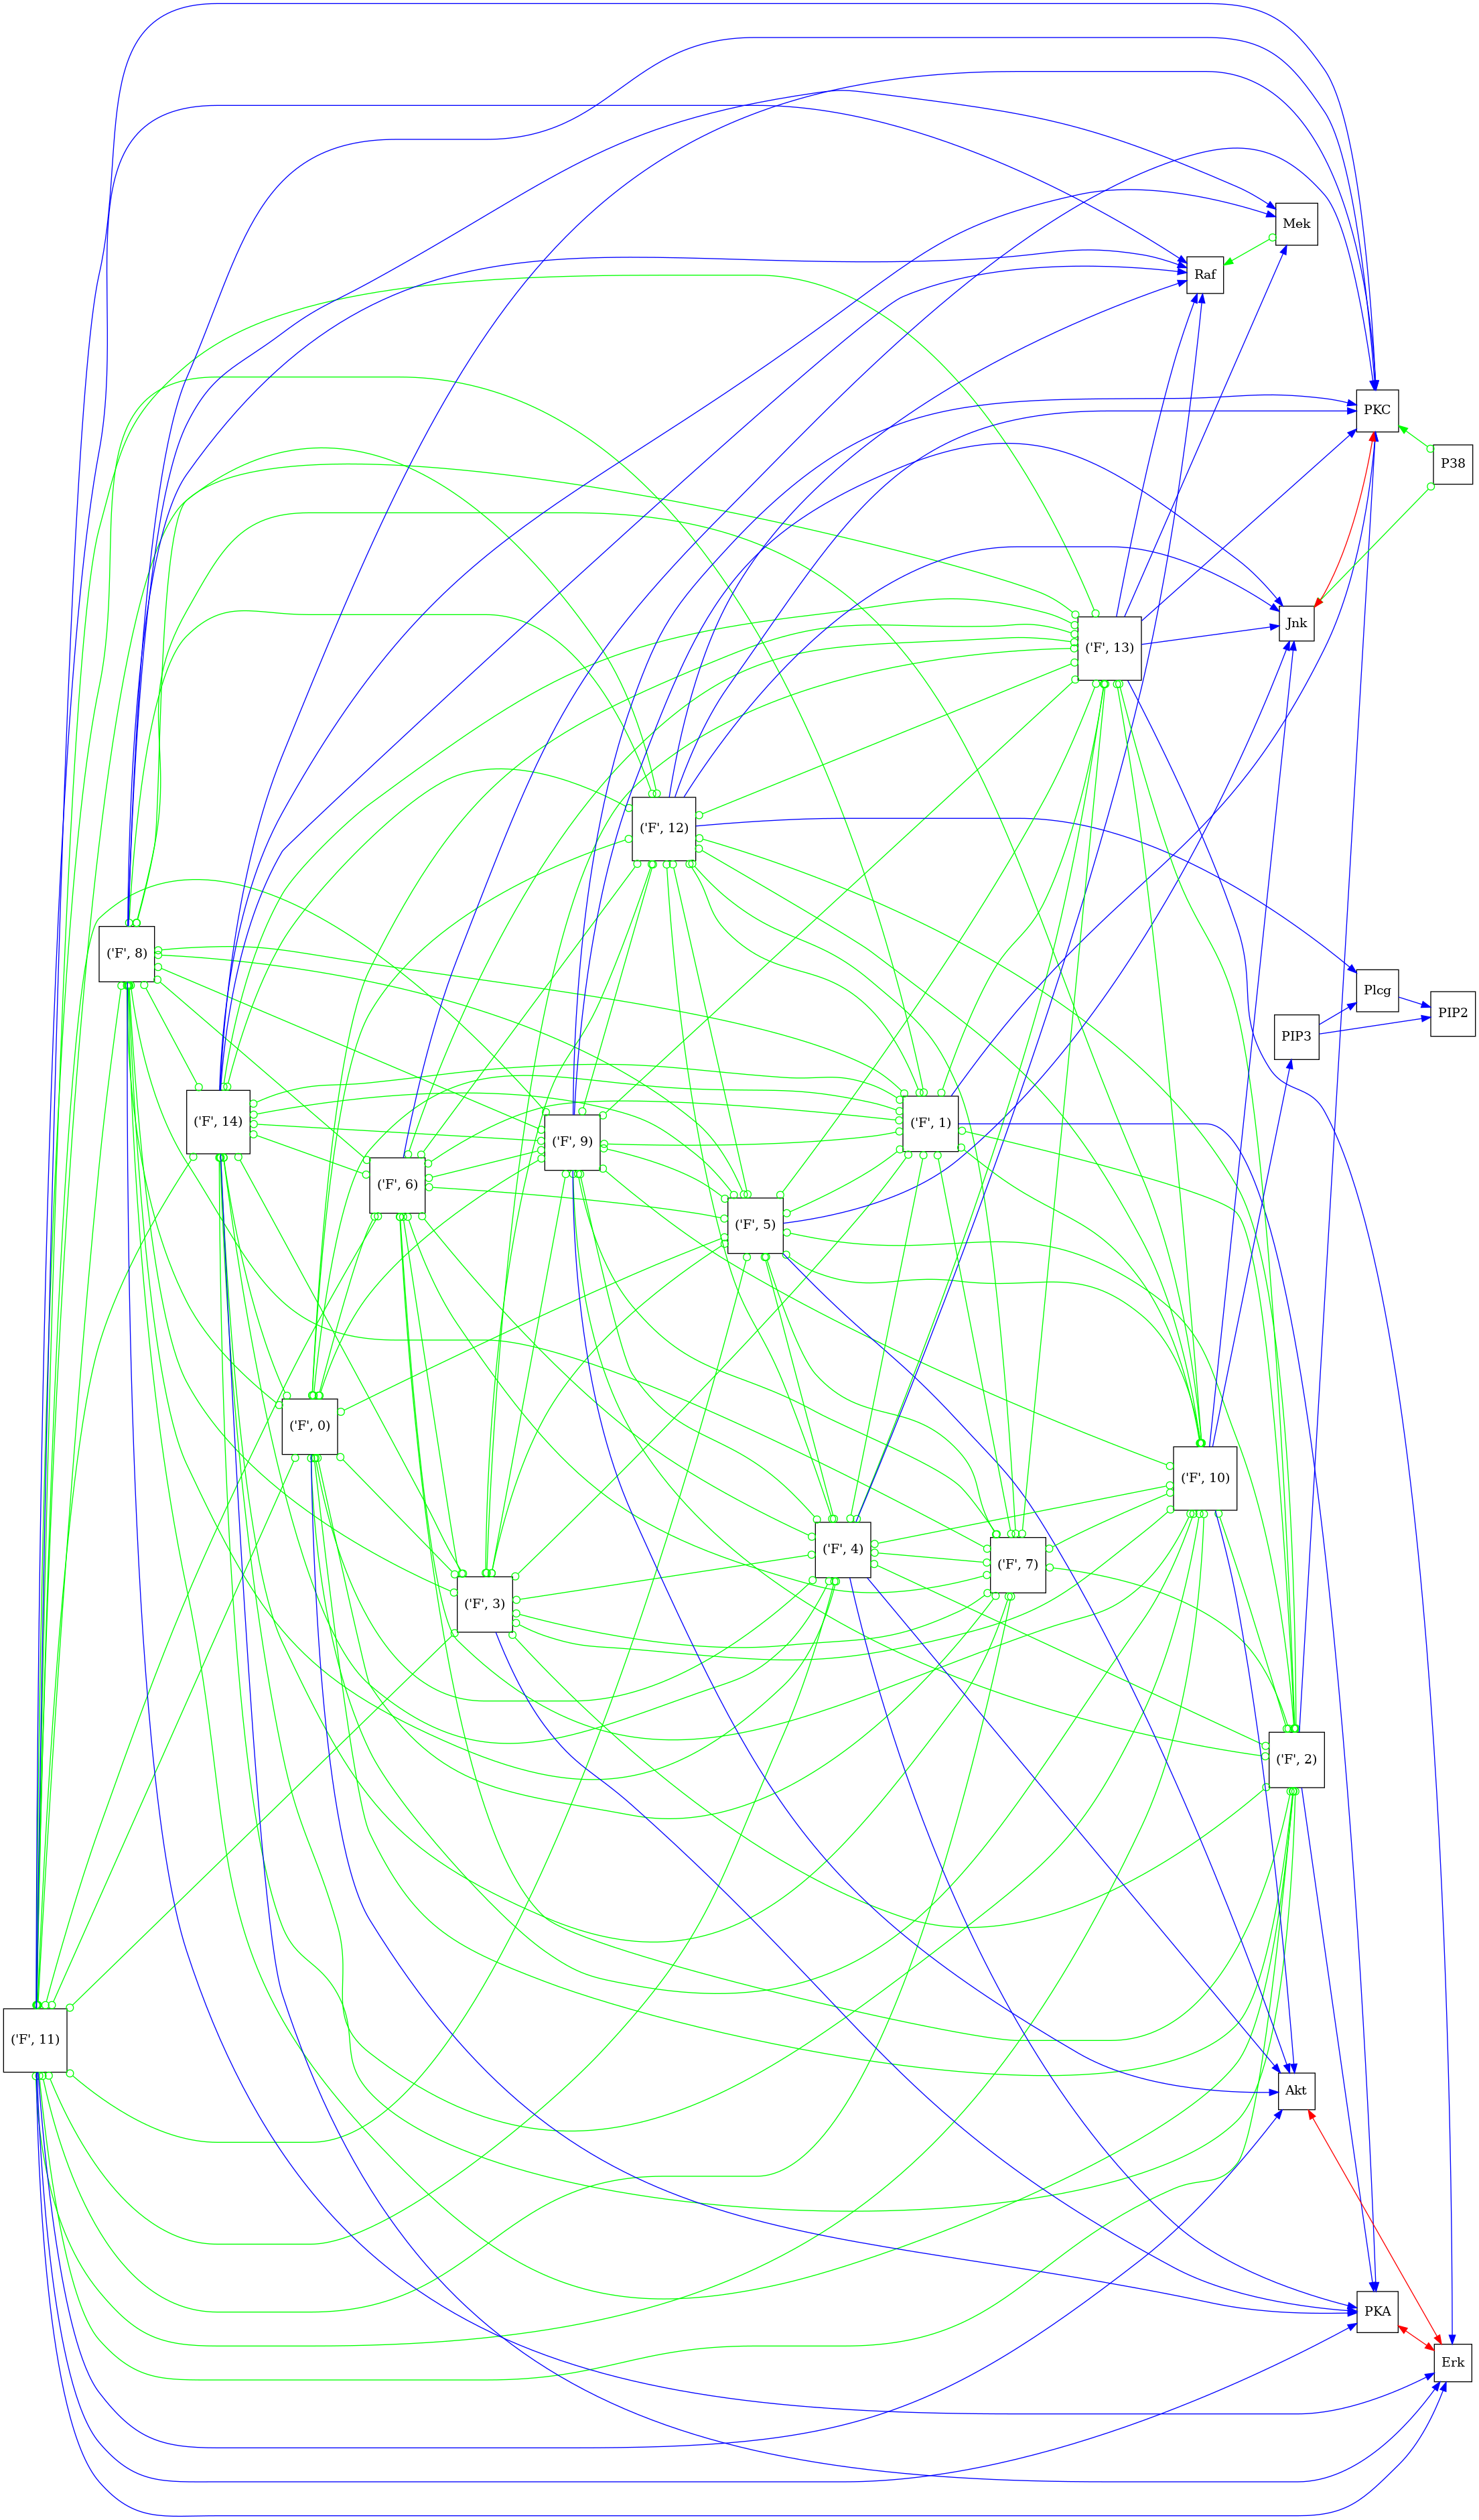 Mek
Raf
PKC
P38
Jnk
('F', 13)
('F', 12)
('F', 8)
Plcg
PIP2
PIP3
('F', 14)
('F', 1)
('F', 9)
('F', 6)
('F', 5)
('F', 0)
('F', 10)
('F', 4)
('F', 7)
('F', 3)
('F', 2)
('F', 11)
Akt
PKA
Erk